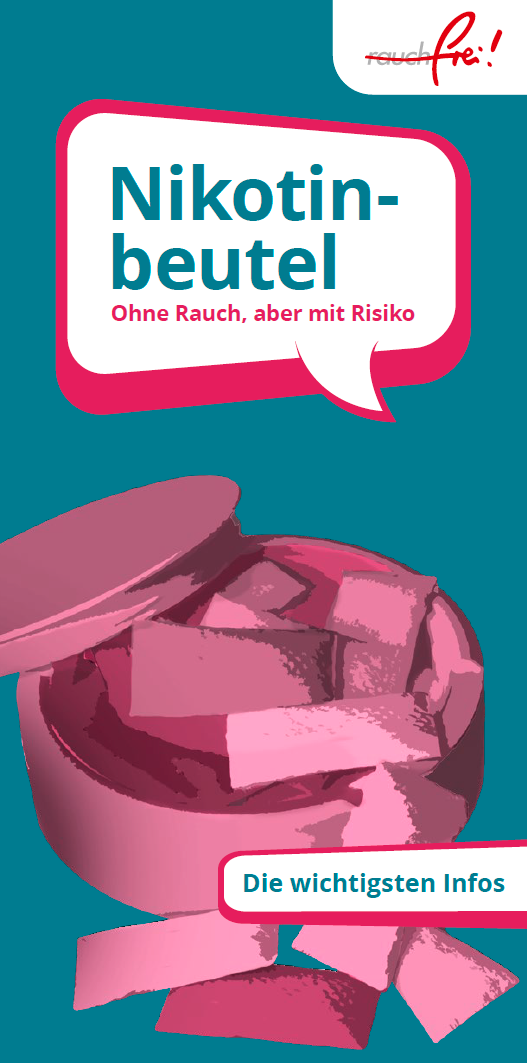 rauchfrei!
Nikotin-
beutel
Ohne Rauch, aber mit Risiko
Die wichtigsten Infos